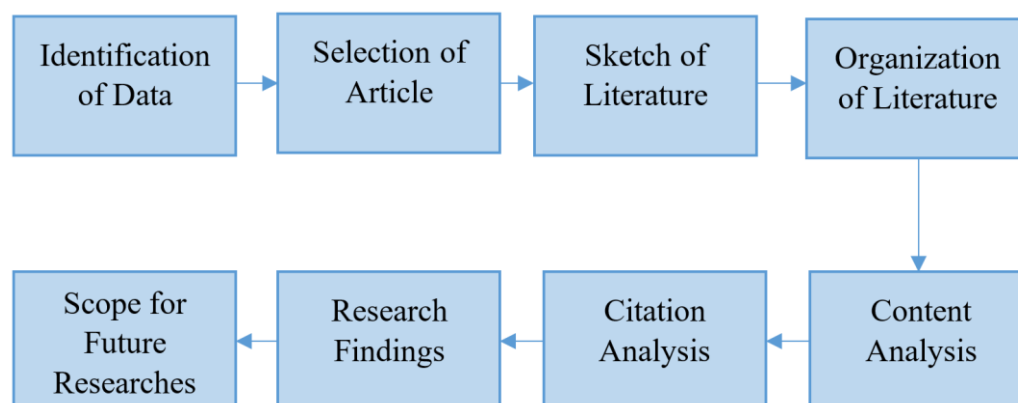 Identification
of Data
Selection of
Article
Sketch of
Literature
Organization
of Literature
Content
Analysis
Citation
Analysis
Research
Findings
Scope for
Future
Researches